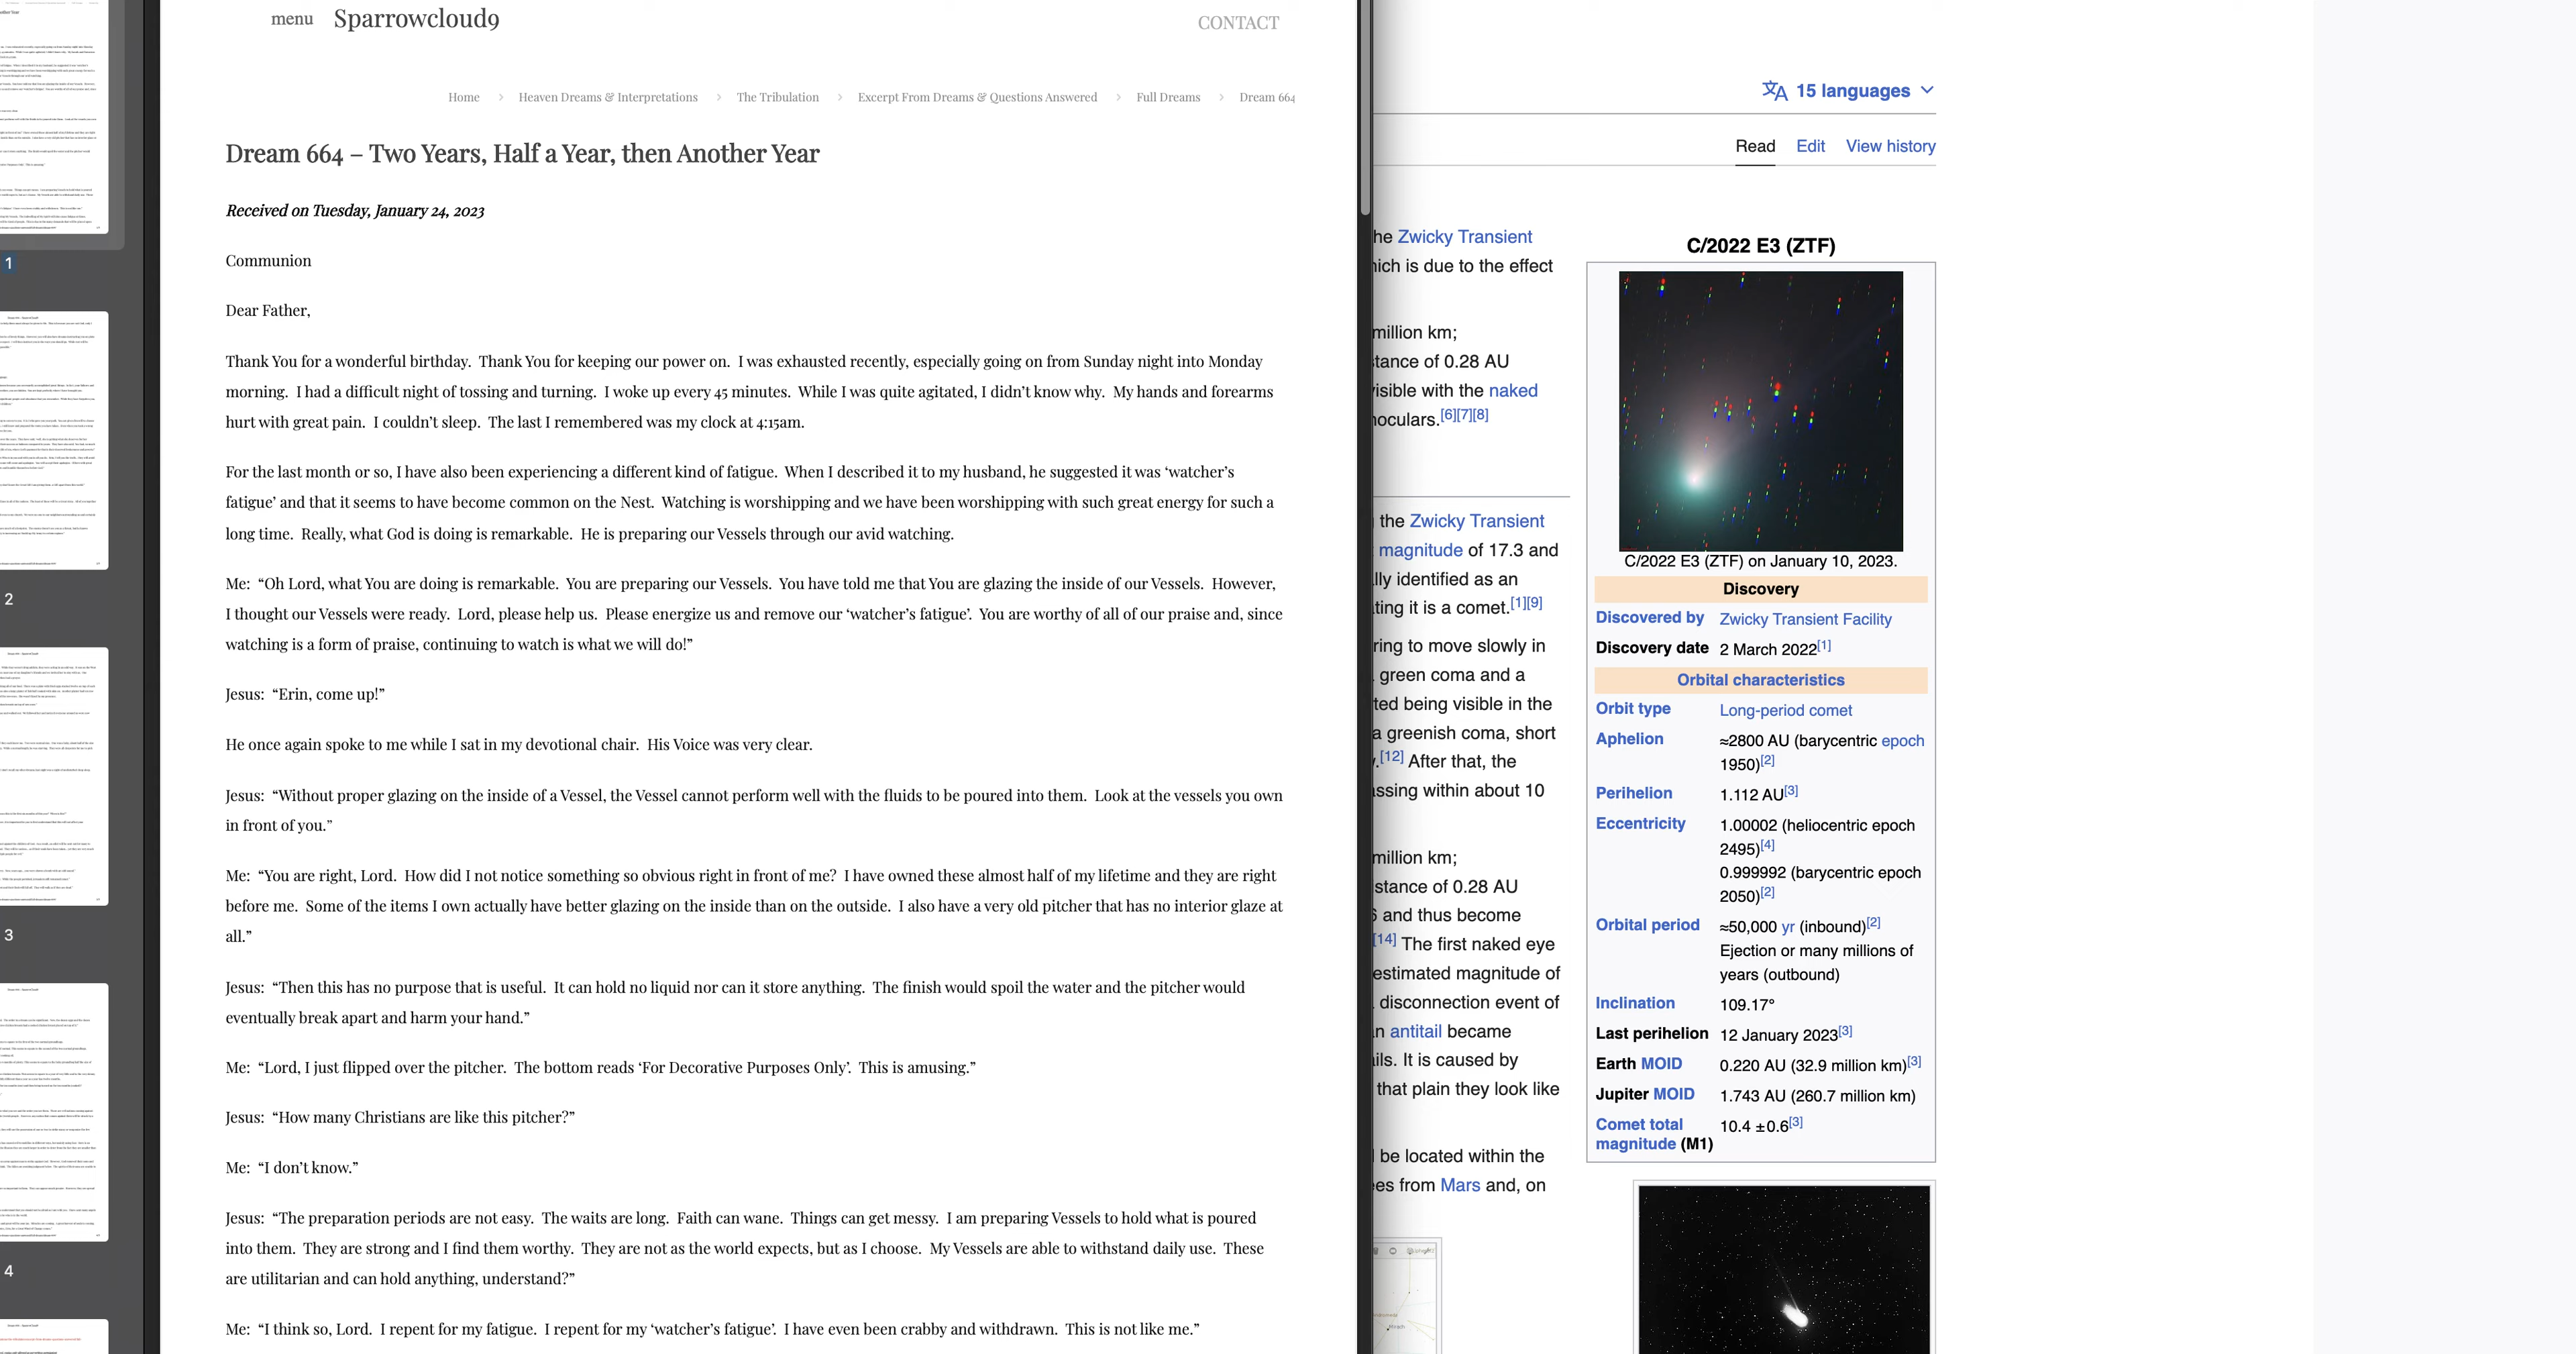 menu Sparrowcloud9 CONTACT
Home > Heaven Dreams & Interpretations > The Tribulation > Excerpt From Dreams & Questions Answered > Full Dreams > Dream 664
Dream 664 – Two Years, Half a Year, then Another Year
Received on Tuesday, January 24, 2023
Communion
Dear Father,
Thank You for a wonderful birthday. Thank You for keeping our power on. I was exhausted recently, especially going on from Sunday night into Monday
morning. I had a difficult night of tossing and turning. I woke up every 45 minutes. While I was quite agitated, I didn't know why. My hands and forearms
hurt with great pain. I couldn't sleep. The last I remembered was my clock at 4:15am.
For the last month or so, I have also been experiencing a different kind of fatigue. When I described it to my husband, he suggested it was 'watcher's
fatigue' and that it seems to have become common on the Nest. Watching is worshipping and we have been worshipping with such great energy for such a
long time. Really, what God is doing is remarkable. He is preparing our Vessels through our avid watching.
Me: "Oh Lord, what You are doing is remarkable. You are preparing our Vessels. You have told me that You are glazing the inside of our Vessels. However,
I thought our Vessels were ready. Lord, please help us. Please energize us and remove our 'watcher's fatigue'. You are worthy of all of our praise and, since
watching is a form of praise, continuing to watch is what we will do!"
Jesus: "Erin, come up!"
He once again spoke to me while I sat in my devotional chair. His Voice was very clear.
Jesus: "Without proper glazing on the inside of a Vessel, the Vessel cannot perform well with the fluids to be poured into them. Look at the vessels you own
in front of you."
Me: "You are right, Lord. How did I not notice something so obvious right in front of me? I have owned these almost half of my lifetime and they are right
before me. Some of the items I own actually have better glazing on the inside than on the outside. I also have a very old pitcher that has no interior glaze at
all."
Jesus: "Then this has no purpose that is useful. It can hold no liquid nor can it store anything. The finish would spoil the water and the pitcher would
eventually break apart and harm your hand."
Me: "Lord, I just flipped over the pitcher. The bottom reads 'For Decorative Purposes Only'. This is amusing."
Jesus: "How many Christians are like this pitcher?"
Me: "I don't know."
Jesus: "The preparation periods are not easy. The waits are long. Faith can wane. Things can get messy. I am preparing Vessels to hold what is poured
into them. They are strong and I find them worthy. They are not as the world expects, but as I choose. My Vessels are able to withstand daily use. These
are utilitarian and can hold anything, understand?"
Me: "I think so, Lord. I repent for my fatigue. I repent for my 'watcher's fatigue'. I have even been crabby and withdrawn. This is not like me."
1
2
3
4
15 languages
Read Edit View history
he Zwicky Transient
hich is due to the effect
million km;
stance of 0.28 AU
visible with the naked
noculars.[6][7][8]
the Zwicky Transient
magnitude of 17.3 and
lly identified as an
ating it is a comet.[1][9]
ring to move slowly in
green coma and a
ted being visible in the
a greenish coma, short
y.[12] After that, the
assing within about 10
million km;
stance of 0.28 AU
6 and thus become
[14] The first naked eye
estimated magnitude of
disconnection event of
an antitail became
ails. It is caused by
that plain they look like
be located within the
ees from Mars and, on
C/2022 E3 (ZTF)
C/2022 E3 (ZTF) on January 10, 2023.
Discovery
Discovered by Zwicky Transient Facility
Discovery date 2 March 2022[1]
Orbital characteristics
Orbit type Long-period comet
Aphelion ≈2800 AU (barycentric epoch
1950)[2]
Perihelion 1.112 AU[3]
Eccentricity 1.00002 (heliocentric epoch
2495)[4]
0.999992 (barycentric epoch
2050)[2]
Orbital period ≈50,000 yr (inbound)[2]
Ejection or many millions of
years (outbound)
Inclination 109.17°
Last perihelion 12 January 2023[3]
Earth MOID 0.220 AU (32.9 million km)[3]
Jupiter MOID 1.743 AU (260.7 million km)
Comet total 10.4 ±0.6[3]
magnitude (M1)